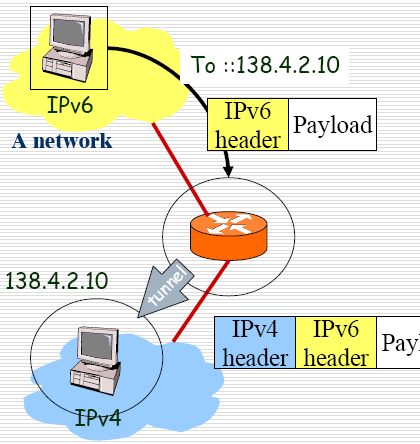 To ::138.4.2.10
IPv6
A network
IPv6
header
Payload
138.4.2.10
tunnel
IPv4
header
IPv6
header
Payl
IPv4